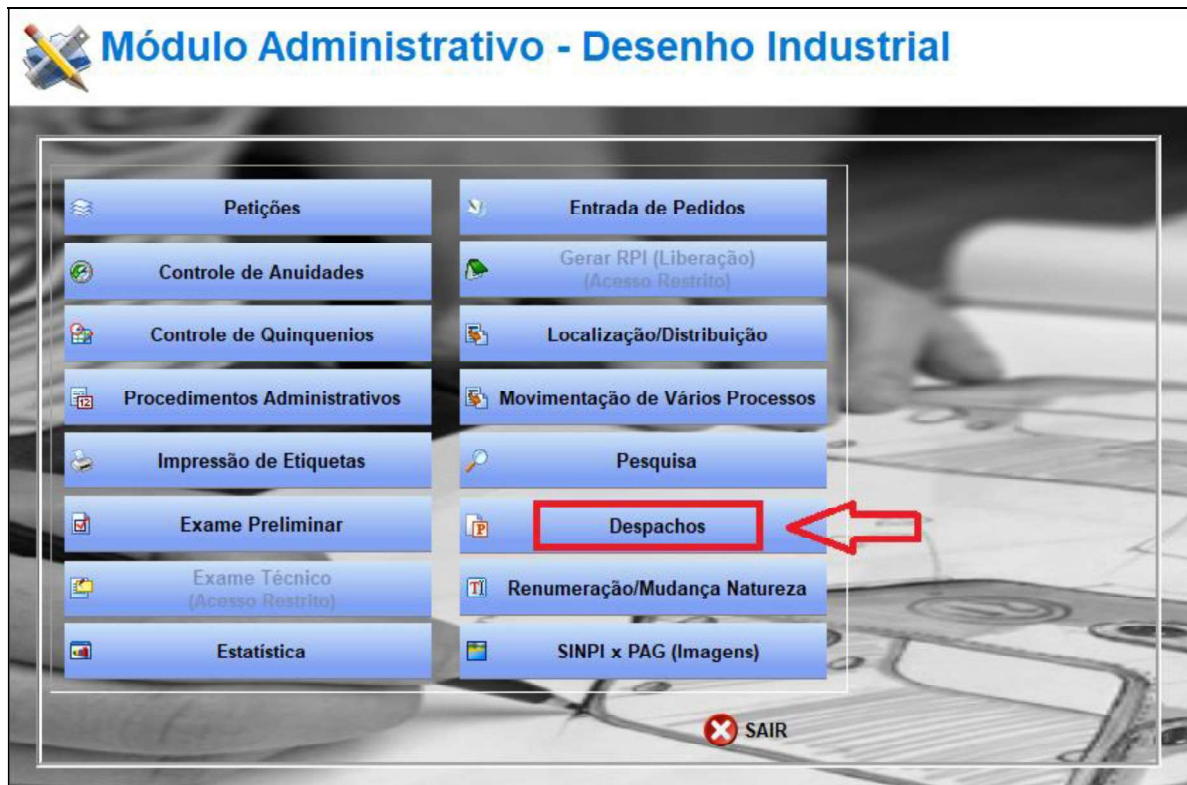 Módulo Administrativo - Desenho Industrial
Petições
Entrada de Pedidos
Controle de Anuidades
Gerar RPI (Liberação)
(Acesso Restrito)
Controle de Quinquenios
Localização/Distribuição
Procedimentos Administrativos
Movimentação de Vários Processos
Impressão de Etiquetas
Pesquisa
Exame Preliminar
Despachos
Exame Técnico
(Acesso Restrito)
Renumeração/Mudança Natureza
Estatística
SINPI x PAG (Imagens)
SAIR